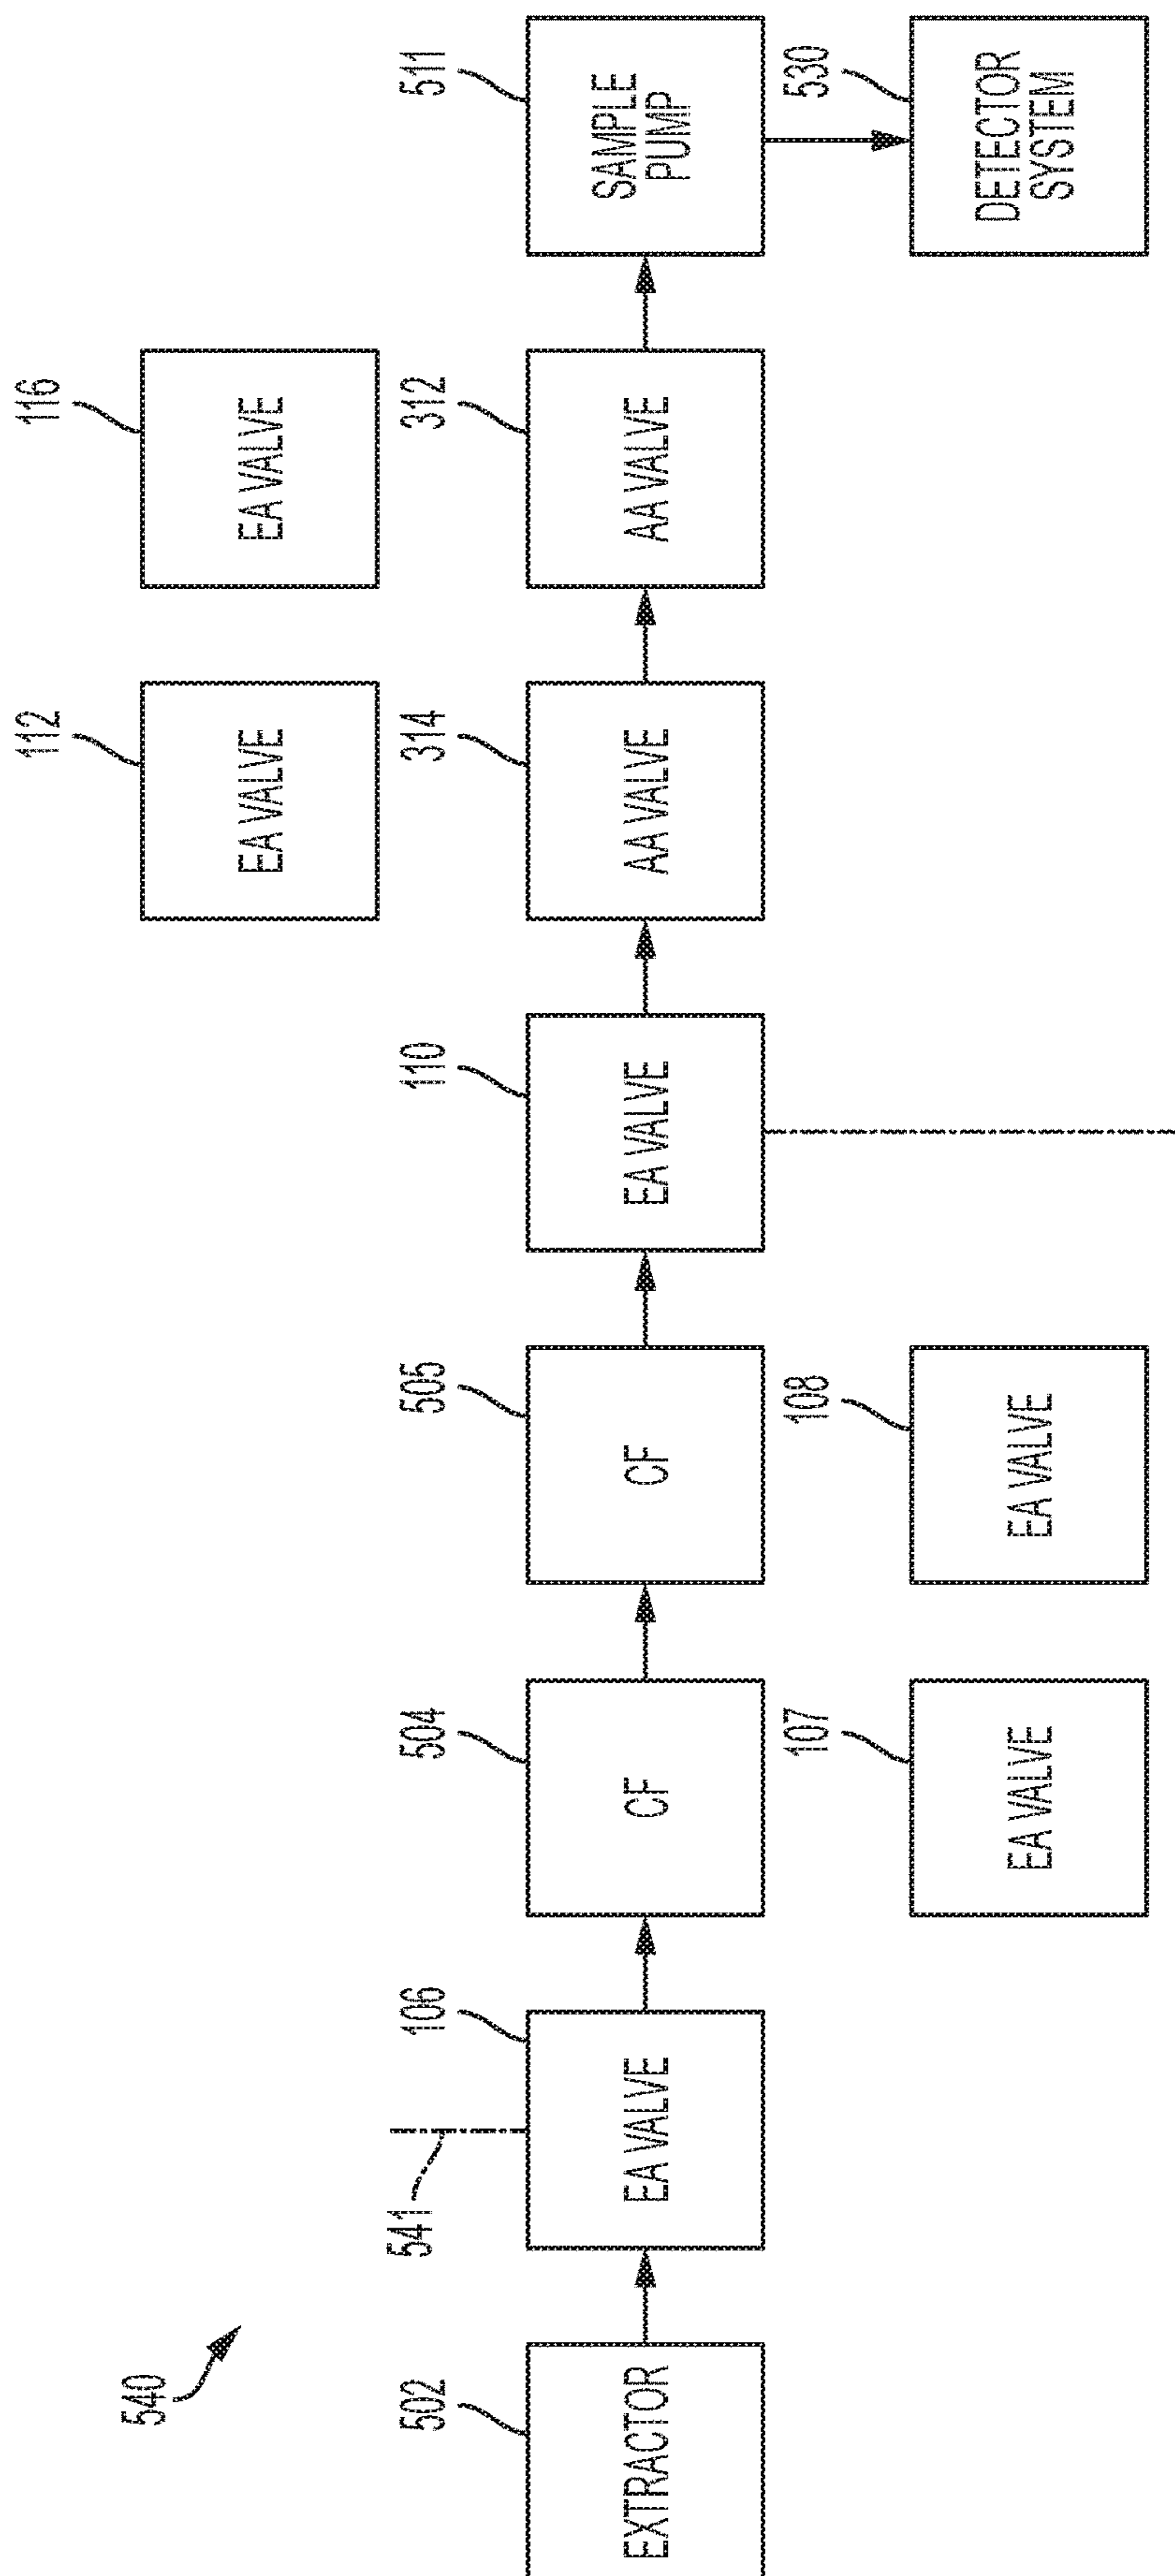 540
541
112
EA VALVE
116
EA VALVE
502
EXTRACTOR
106
EA VALVE
504
CF
505
CF
110
EA VALVE
314
AA VALVE
312
AA VALVE
511
SAMPLE
PUMP
107
EA VALVE
108
EA VALVE
530
DETECTOR
SYSTEM